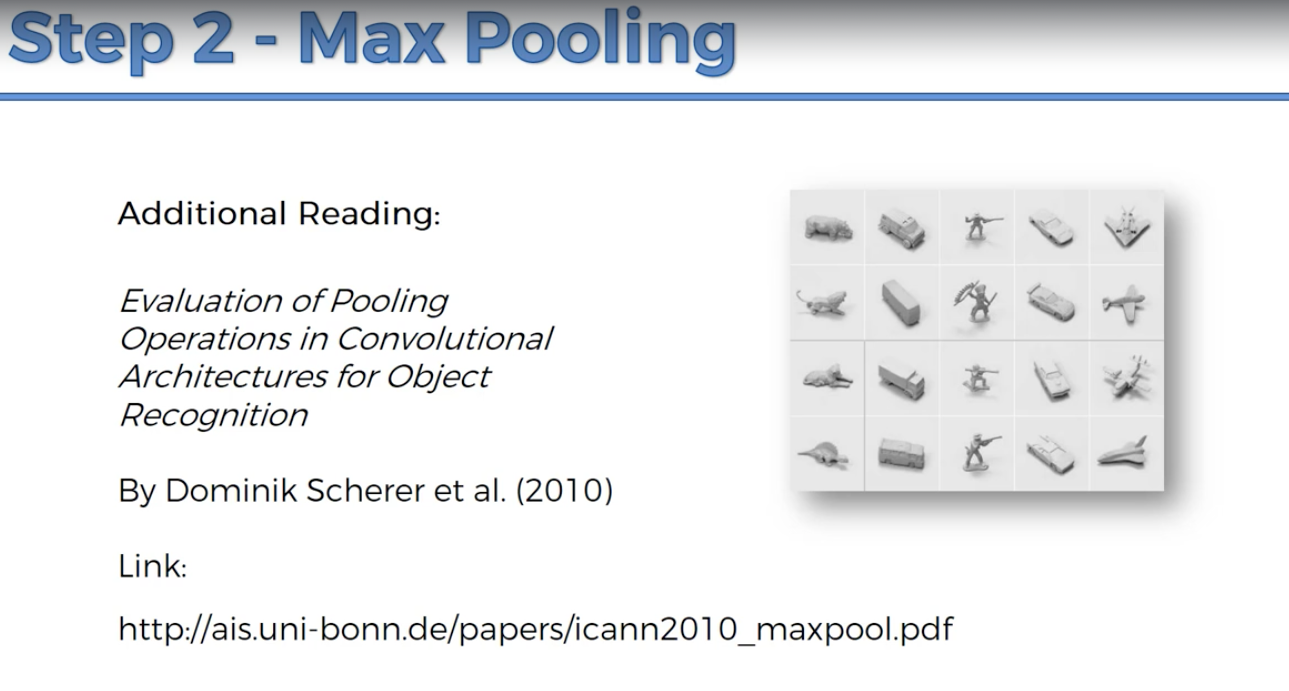 Step 2 - Max Pooling
Additional Reading:
Evaluation of Pooling
Operations in Convolutional
Architectures for Object
Recognition
By Dominik Scherer et al. (2010)
Link:
http://ais.uni-bonn.de/papers/icann2010_maxpool.pdf